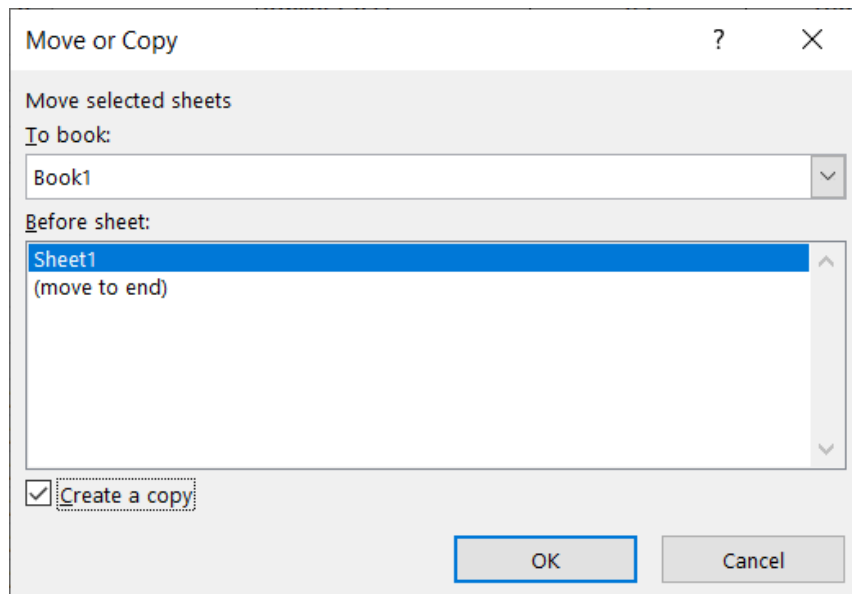 Move or Copy ?
Move selected sheets
To book:
Book1
Before sheet:
Sheet1
(move to end)
Create a copy
OK Cancel